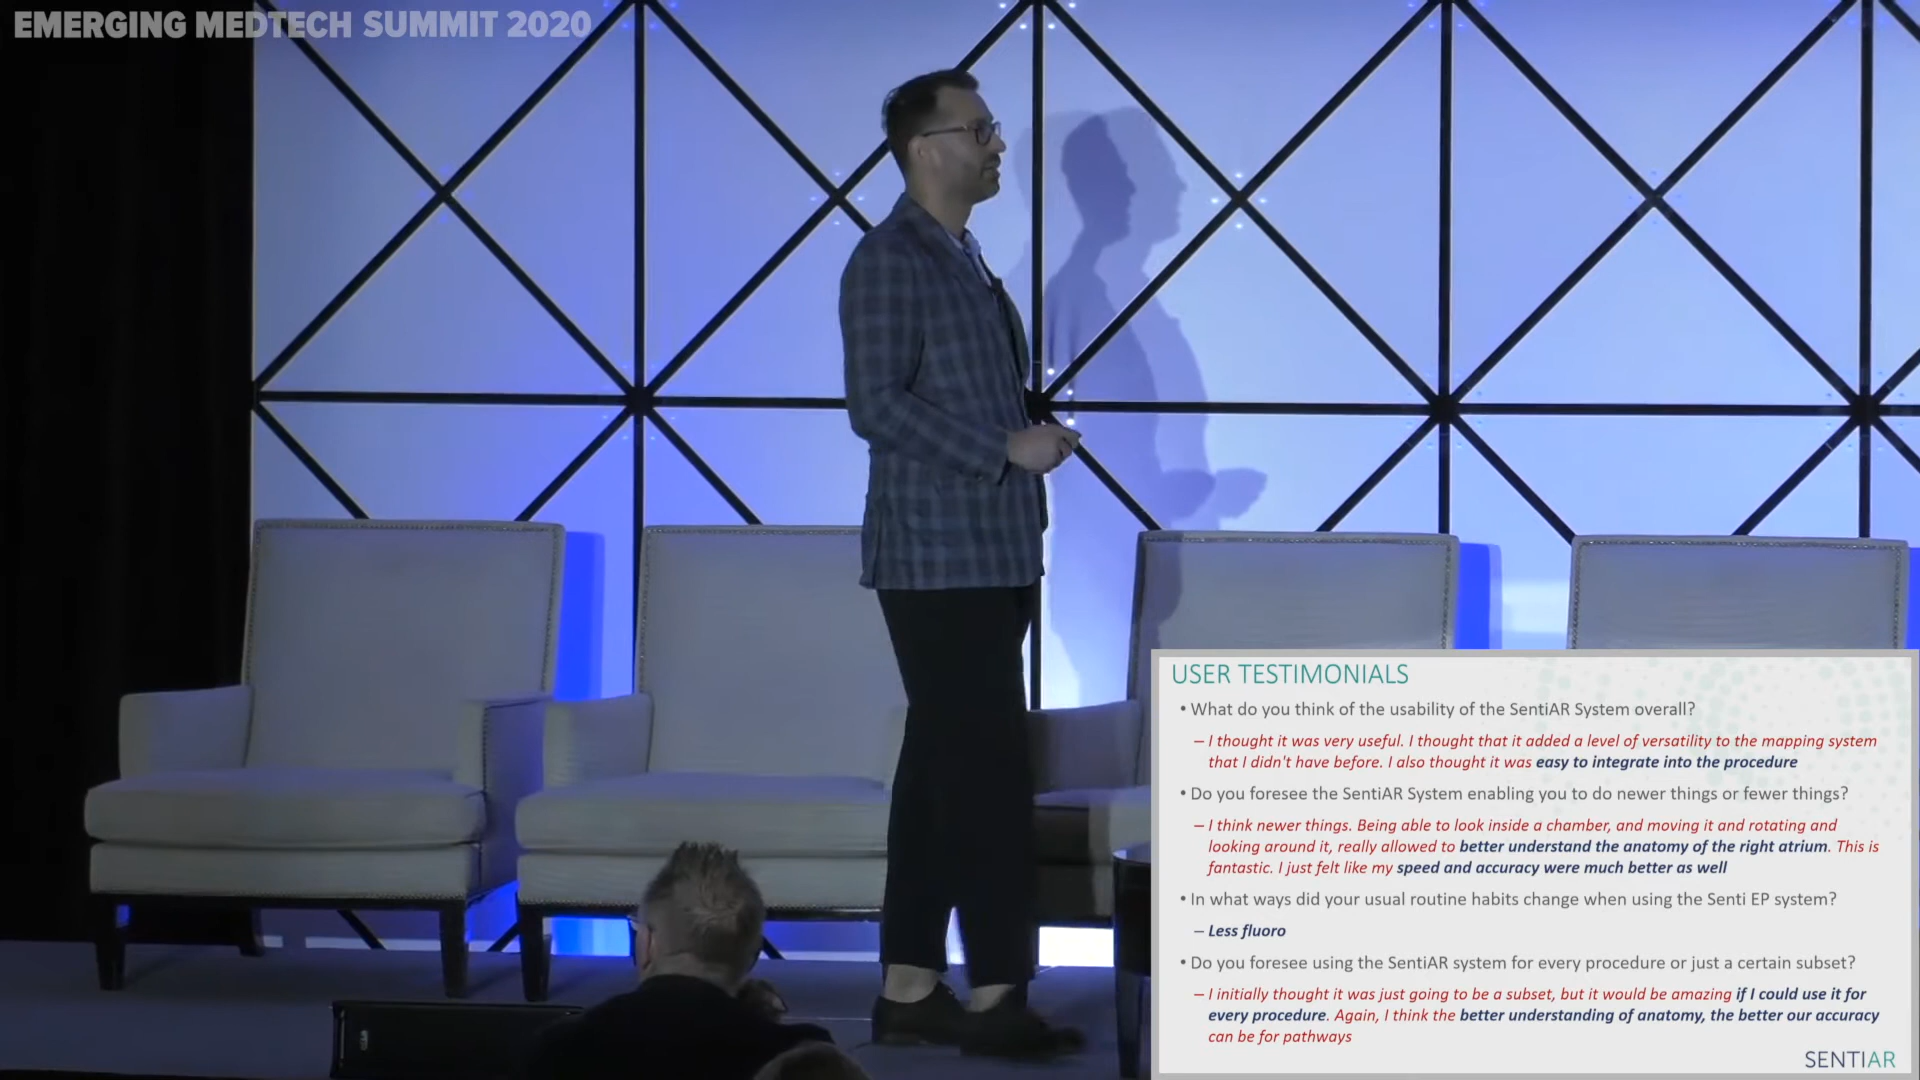 EMERGING MEDTECH SUMMIT 2020
USER TESTIMONIALS
• What do you think of the usability of the SentiAR System overall?
– I thought it was very useful. I thought that it added a level of versatility to the mapping system
that I didn't have before. I also thought it was easy to integrate into the procedure
• Do you foresee the SentiAR System enabling you to do newer things or fewer things?
– I think newer things. Being able to look inside a chamber, and moving it and rotating and
looking around it, really allowed to better understand the anatomy of the right atrium. This is
fantastic. I just felt like my speed and accuracy were much better as well
• In what ways did your usual routine habits change when using the Senti EP system?
– Less fluoro
• Do you foresee using the SentiAR system for every procedure or just a certain subset?
– I initially thought it was just going to be a subset, but it would be amazing if I could use it for
every procedure. Again, I think the better understanding of anatomy, the better our accuracy
can be for pathways
SENTIAR